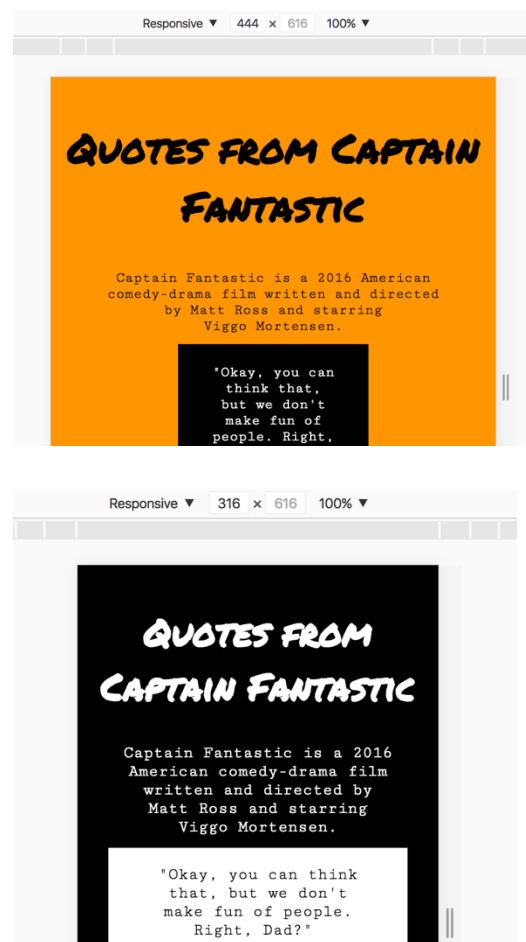 Responsive ▼ 444 × 616 100% ▼
Quotes from Captain
Fantastic
Captain Fantastic is a 2016 American
comedy-drama film written and directed
by Matt Ross and starring
Viggo Mortensen.
"Okay, you can
think that,
but we don't
make fun of
people. Right,
Responsive ▼ 316 × 616 100% ▼
Quotes from
Captain Fantastic
Captain Fantastic is a 2016
American comedy-drama film
written and directed by
Matt Ross and starring
Viggo Mortensen.
"Okay, you can think
that, but we don't
make fun of people.
Right, Dad?"